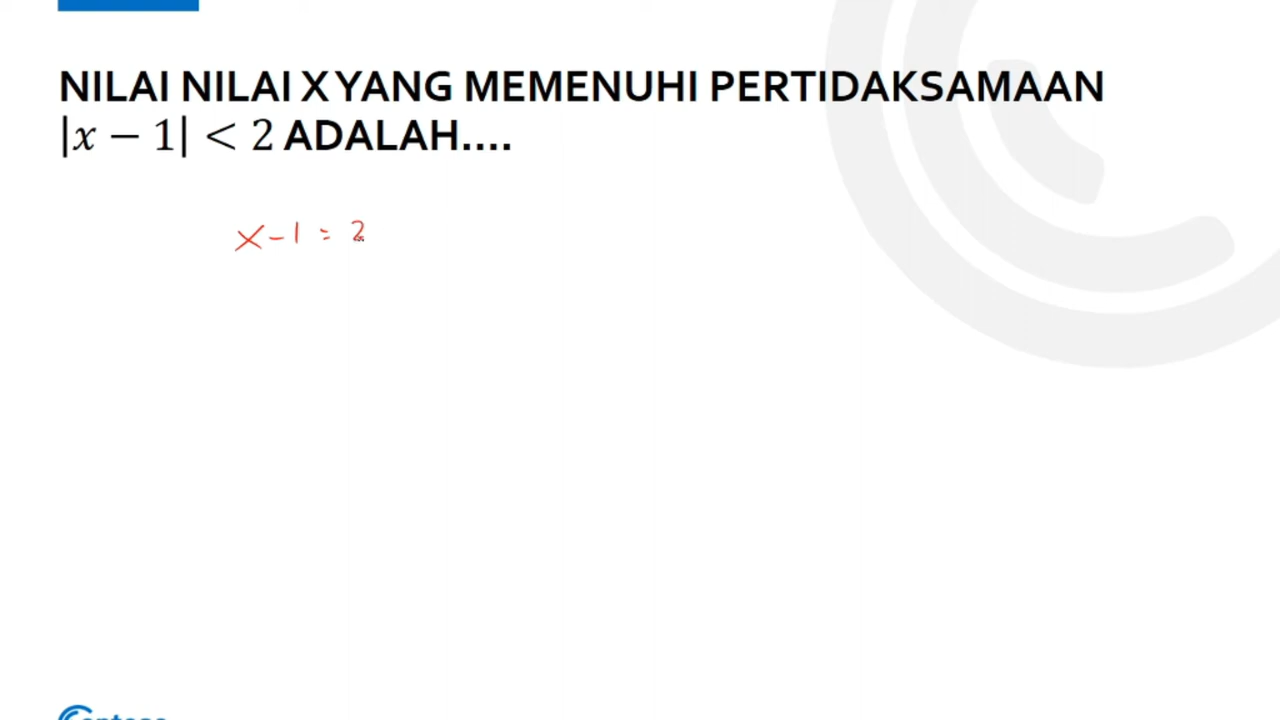 NILAI NILAI X YANG MEMENUHI PERTIDAKSAMAAN
|x − 1| < 2 ADALAH....
x - 1 = 2